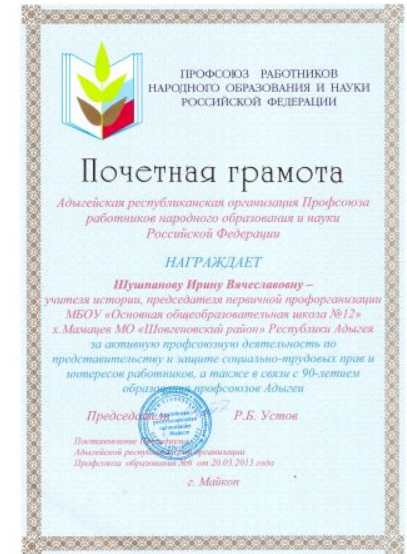 ПРОФСОЮЗ РАБОТНИКОВ
НАРОДНОГО ОБРАЗОВАНИЯ И НАУКИ
РОССИЙСКОЙ ФЕДЕРАЦИИ
Почетная грамота
Адыгейская республиканская организация Профсоюза
работников народного образования и науки
Российской Федерации
НАГРАЖДАЕТ
Шушпанову Ирину Вячеславовну –
учителя истории, председателя первичной профорганизации
МБОУ «Основная общеобразовательная школа №12»
х.Мамацев МО «Шовгеновский район» Республики Адыгея
за активную профсоюзную деятельность по
представительству и защите социально-трудовых прав и
интересов работников, а также в связи с 90-летием
образования профсоюзов Адыгеи
Председатель Р.Б. Устов
Постановление Президиума
Адыгейской республиканской организации
Профсоюза образования №6 от 20.03.2013 года
г. Майкоп